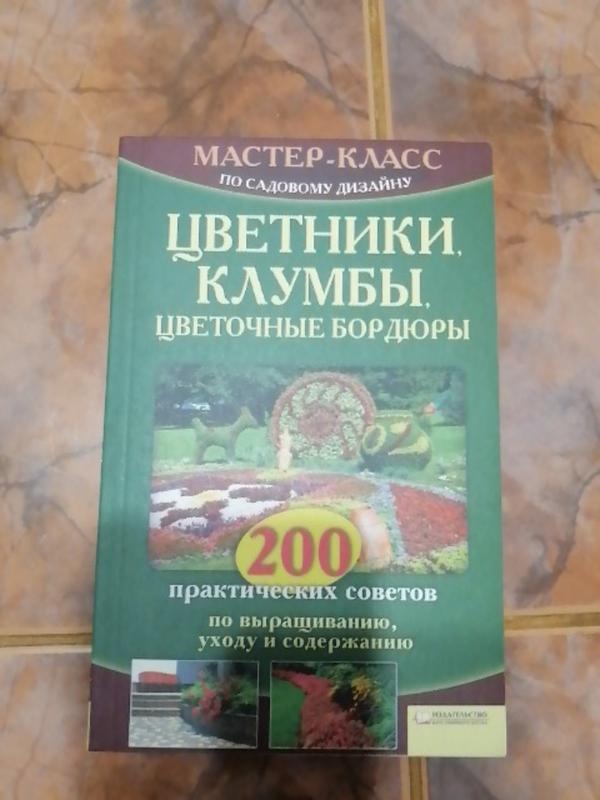 МАСТЕР-КЛАСС
ПО САДОВОМУ ДИЗАЙНУ
ЦВЕТНИКИ,
КЛУМБЫ,
ЦВЕТОЧНЫЕ БОРДЮРЫ
200
практических советов
по выращиванию,
уходу и содержанию
ИЗДАТЕЛЬСТВО